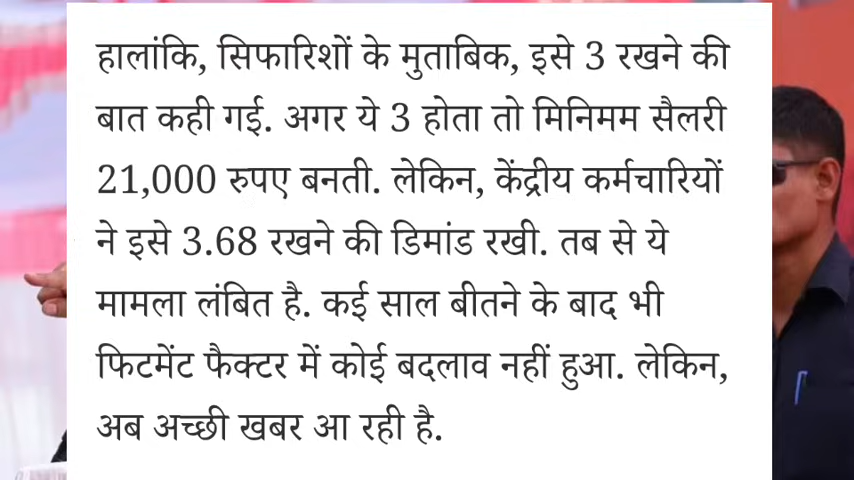 हालांकि, सिफारिशों के मुताबिक, इसे 3 रखने की
बात कही गई. अगर ये 3 होता तो मिनिमम सैलरी
21,000 रुपए बनती. लेकिन, केंद्रीय कर्मचारियों
ने इसे 3.68 रखने की डिमांड रखी. तब से ये
मामला लंबित है. कई साल बीतने के बाद भी
फिटमेंट फैक्टर में कोई बदलाव नहीं हुआ. लेकिन,
अब अच्छी खबर आ रही है.